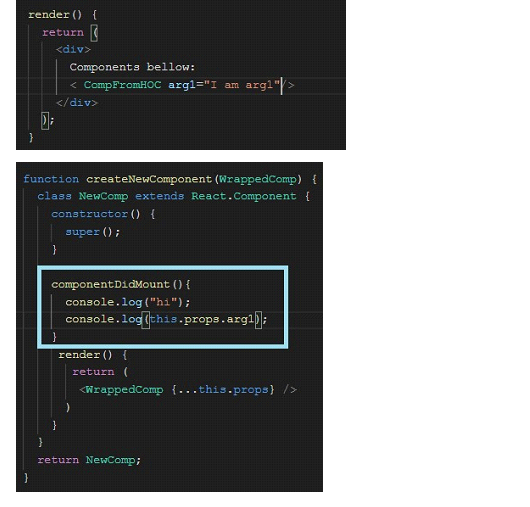 render() {
return (
<div>
Components bellow:
< CompFromHOC arg1="I am arg1"/>
</div>
);
}
function createNewComponent(WrappedComp) {
class NewComp extends React.Component {
constructor() {
super();
}
componentDidMount(){
console.log("hi");
console.log(this.props.arg1);
}
render() {
return (
<WrappedComp {...this.props} />
)
}
}
return NewComp;
}